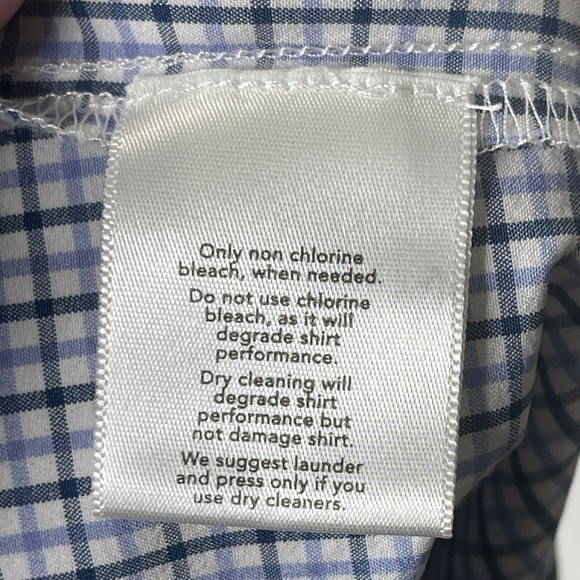 Only non chlorine
bleach, when needed.
Do not use chlorine
bleach, as it will
degrade shirt
performance.
Dry cleaning will
degrade shirt
performance but
not damage shirt.
We suggest launder
and press only if you
use dry cleaners.